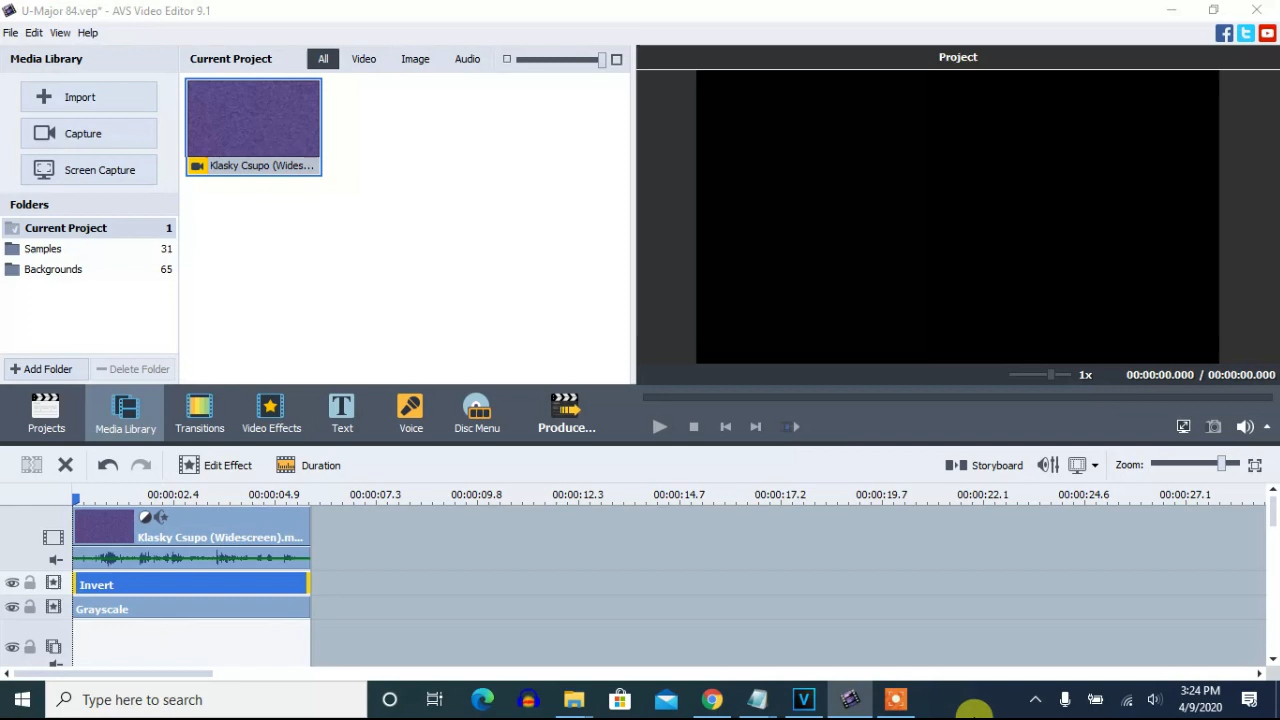 U-Major 84.vep* - AVS Video Editor 9.1
File Edit View Help
Media Library
Current Project All Video Image Audio
Project
Import
Capture
Screen Capture
Klasky Csupo (Wides...
Folders
Current Project 1
Samples 31
Backgrounds 65
Add Folder Delete Folder
1x 00:00:00.000 / 00:00:00.000
Projects Media Library Transitions Video Effects Text Voice Disc Menu Produce...
Edit Effect Duration Storyboard Zoom:
00:00:02.4 00:00:04.9 00:00:07.3 00:00:09.8 00:00:12.3 00:00:14.7 00:00:17.2 00:00:19.7 00:00:22.1 00:00:24.6 00:00:27.1
Klasky Csupo (Widescreen).m...
Invert
Grayscale
Type here to search
3:24 PM
4/9/2020